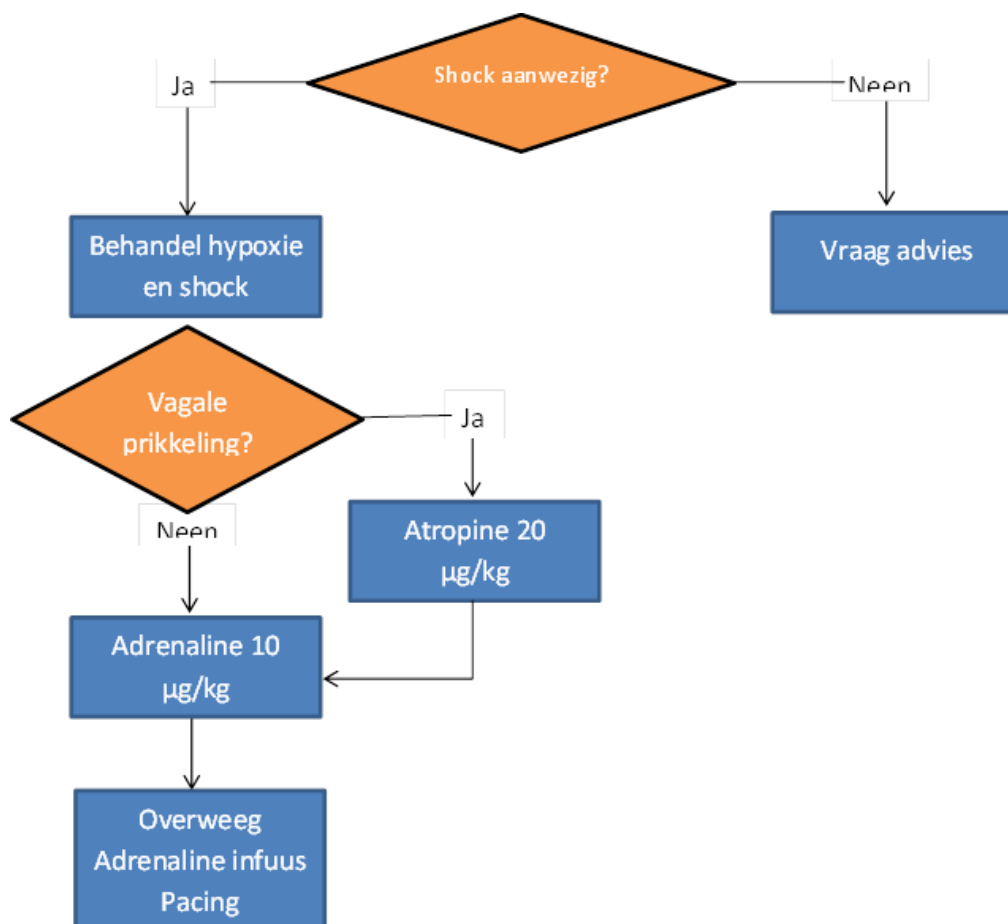 Shock aanwezig?
Ja
Neen
Behandel hypoxie
en shock
Vraag advies
Vagale
prikkeling?
Ja
Neen
Atropine 20
µg/kg
Adrenaline 10
µg/kg
Overweeg
Adrenaline infuus
Pacing